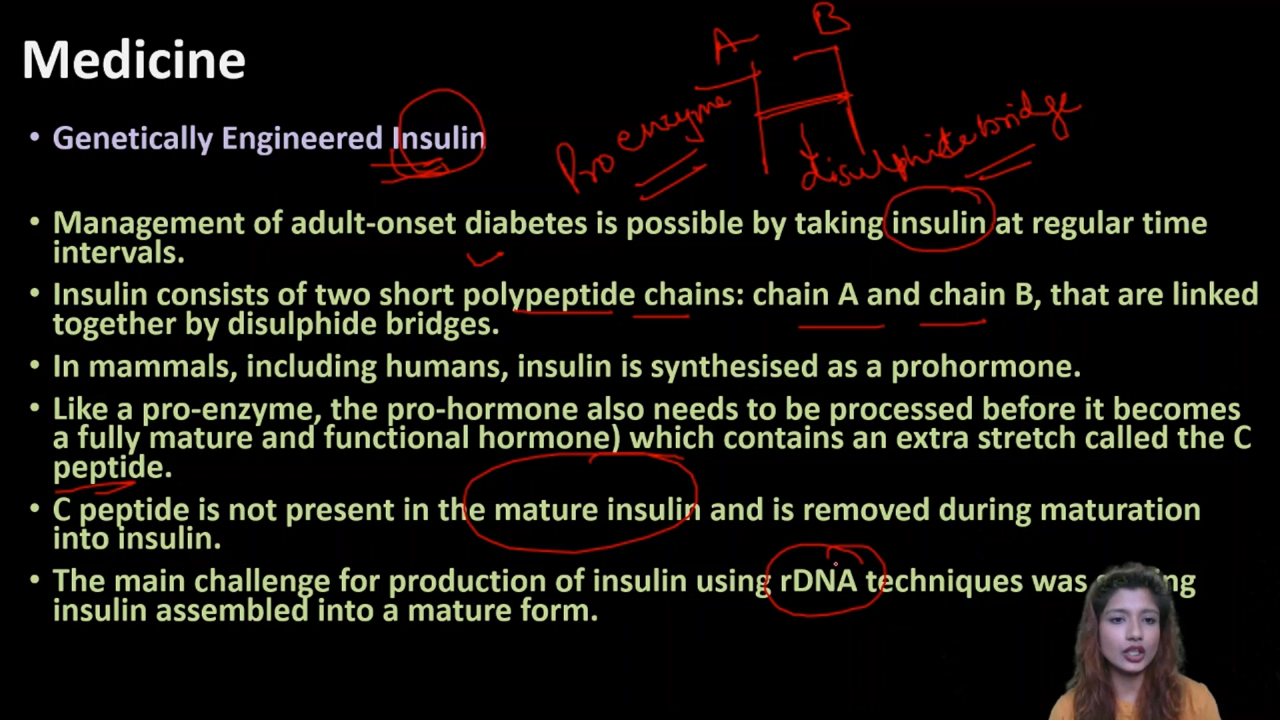 Medicine
A
B
Pro enzyme
disulphide bridge
• Genetically Engineered Insulin
• Management of adult-onset diabetes is possible by taking insulin at regular time
intervals.
• Insulin consists of two short polypeptide chains: chain A and chain B, that are linked
together by disulphide bridges.
• In mammals, including humans, insulin is synthesised as a prohormone.
• Like a pro-enzyme, the pro-hormone also needs to be processed before it becomes
a fully mature and functional hormone) which contains an extra stretch called the C
peptide.
• C peptide is not present in the mature insulin and is removed during maturation
into insulin.
• The main challenge for production of insulin using rDNA techniques was
insulin assembled into a mature form.